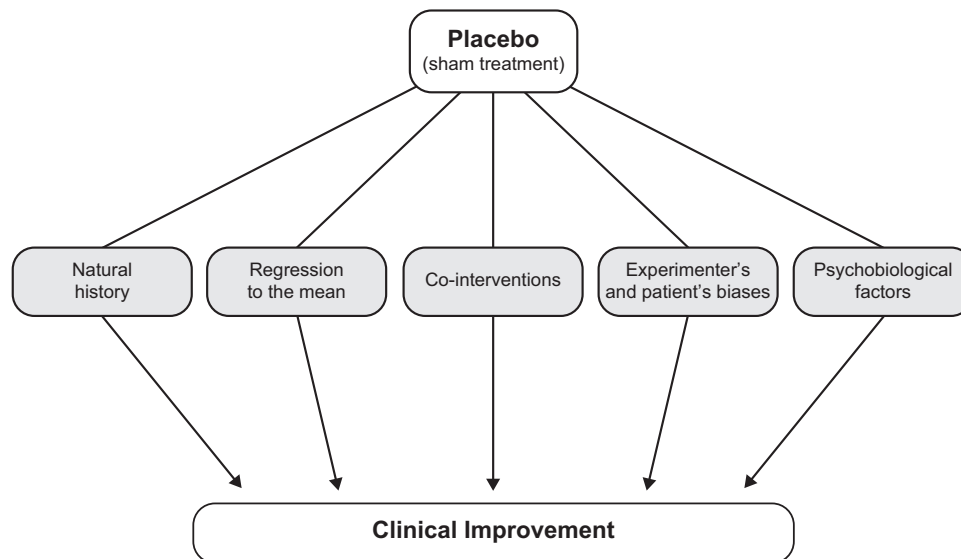 Placebo
(sham treatment)
Natural
history
Regression
to the mean
Co-interventions
Experimenter’s
and patient’s biases
Psychobiological
factors
Clinical Improvement